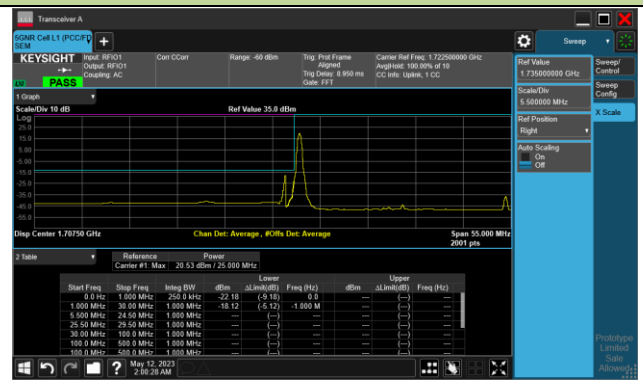 Transceiver A
5GNR Cell L1 (PCC/FD
SEM
Sweep
KEYSIGHT
Input: RFIO1
Output: RFIO1
Coupling: AC
Corr CCorr
Range: -60 dBm
Trig: Prot Frame
Aligned
Trig Delay: 8.950 ms
Gate: FFT
Carrier Ref Freq: 1.722500000 GHz
Avg|Hold: 100.00% of 10
CC Info: Uplink, 1 CC
PASS
Ref Value
1.735000000 GHz
Scale/Div
5.500000 MHz
Ref Position
Right
Auto Scaling
On
Off
Sweep/
Control
Sweep
Config
X Scale
1 Graph
Scale/Div 10 dB
Ref Value 35.0 dBm
Log
25.0
15.0
5.00
-5.00
-15.0
-25.0
-35.0
-45.0
-55.0
Disp Center 1.70750 GHz
Chan Det: Average , #Offs Det: Average
Span 55.000 MHz
2001 pts
2 Table
Reference Power
Carrier #1: Max 20.53 dBm / 25.000 MHz
Lower Upper
Start Freq Stop Freq Integ BW dBm ΔLimit(dB) Freq (Hz) dBm ΔLimit(dB) Freq (Hz)
0.0 Hz 1.000 MHz 250.0 kHz -22.18 (-9.18) 0.0 --- (---) ---
1.000 MHz 30.00 MHz 1.000 MHz -18.12 (-5.12) -1.000 M --- (---) ---
5.500 MHz 24.50 MHz 1.000 MHz --- (---) --- --- (---) ---
25.50 MHz 29.50 MHz 1.000 MHz --- (---) --- --- (---) ---
30.00 MHz 100.0 MHz 1.000 MHz --- (---) --- --- (---) ---
100.0 MHz 500.0 MHz 1.000 MHz --- (---) --- --- (---) ---
100.0 MHz 500.0 MHz 1.000 MHz --- (---) --- --- (---) ---
May 12, 2023
2:00:28 AM
Prototype
Limited
Sale
Allowed